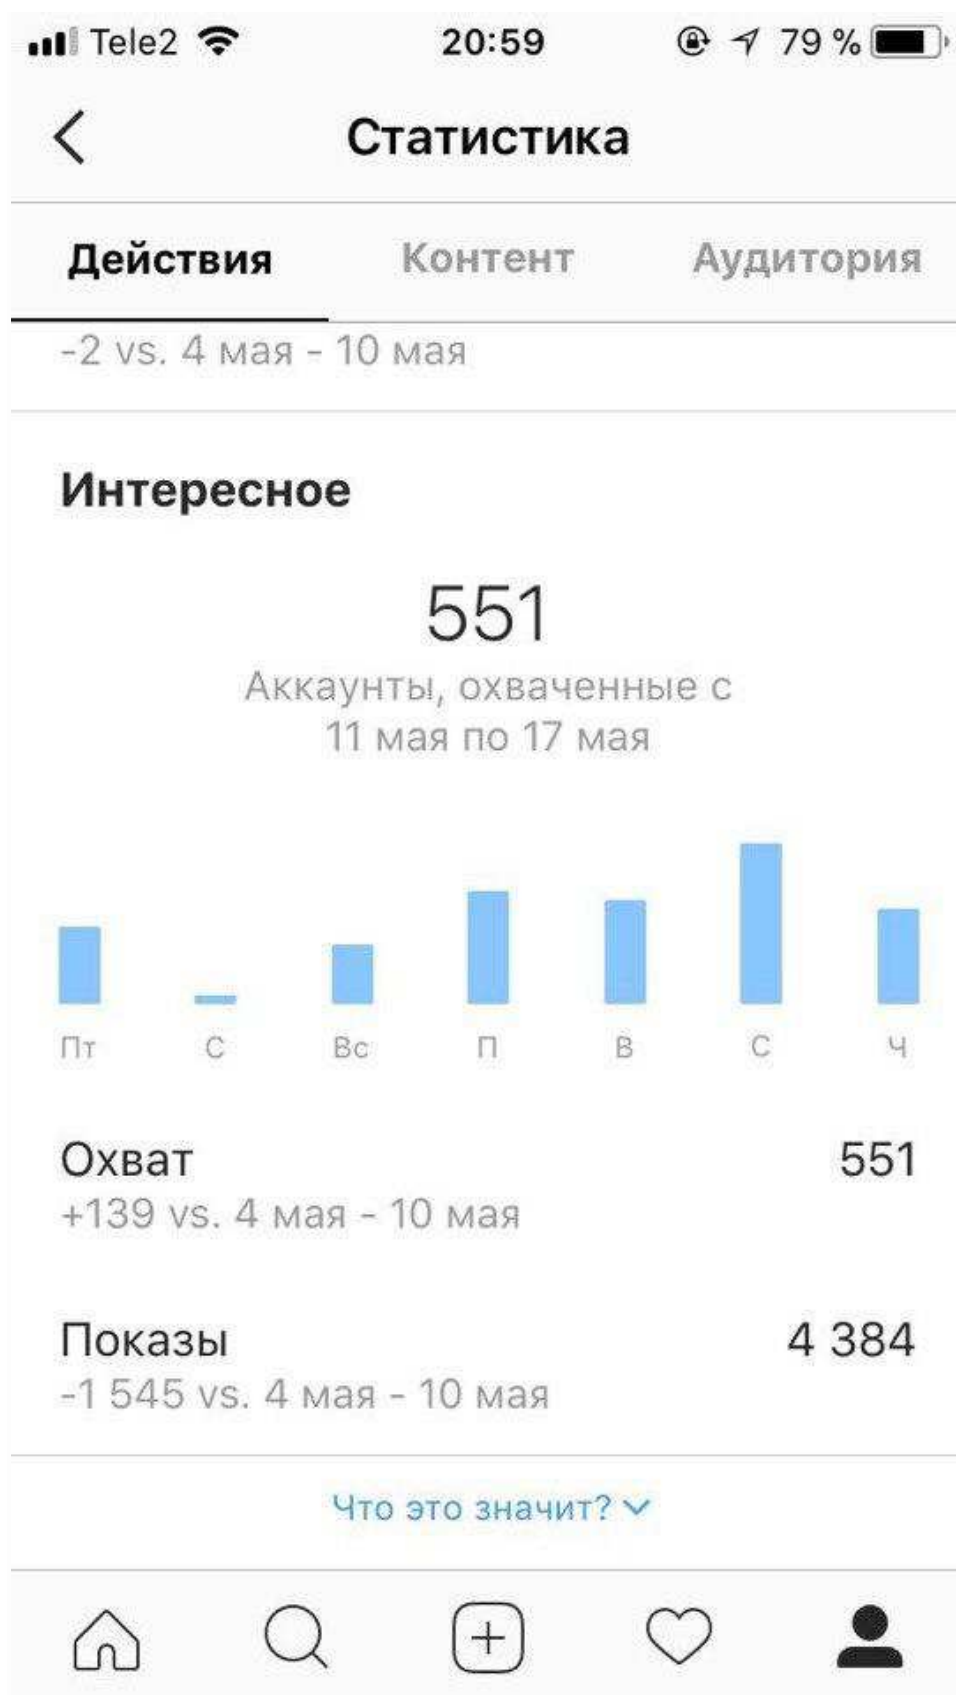 Tele2 20:59 79 %
Статистика
Действия Контент Аудитория
-2 vs. 4 мая - 10 мая
Интересное
551
Аккаунты, охваченные с
11 мая по 17 мая
Пт С Вс П В С Ч
Охват 551
+139 vs. 4 мая - 10 мая
Показы 4 384
-1 545 vs. 4 мая - 10 мая
Что это значит?